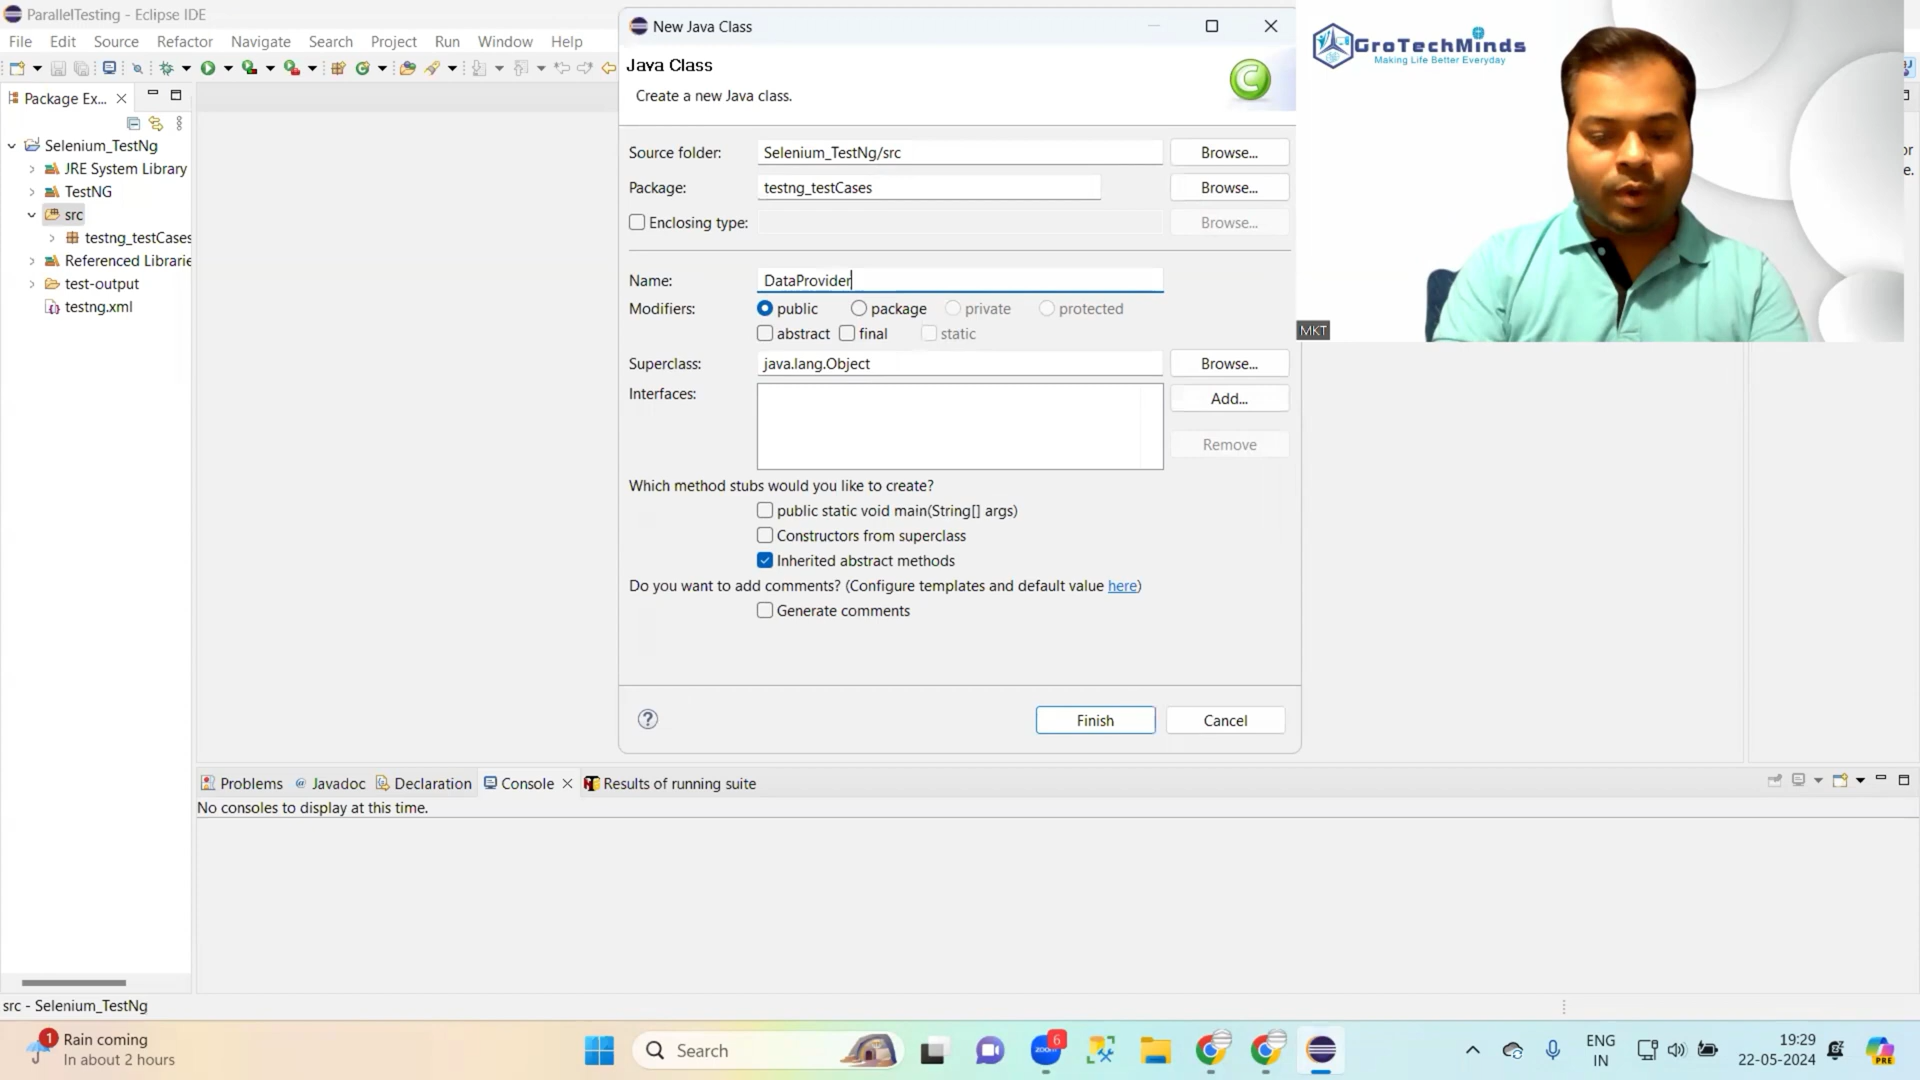 ParallelTesting - Eclipse IDE
File Edit Source Refactor Navigate Search Project Run Window Help
Package Ex...
Selenium_TestNg
JRE System Library
TestNG
src
testng_testCases
Referenced Librarie
test-output
testng.xml
New Java Class
Java Class
Create a new Java class.
Source folder: Selenium_TestNg/src Browse...
Package: testng_testCases Browse...
Enclosing type: Browse...
Name: DataProvider
Modifiers: public package private protected
abstract final static
Superclass: java.lang.Object Browse...
Interfaces: Add...
Remove
Which method stubs would you like to create?
public static void main(String[] args)
Constructors from superclass
Inherited abstract methods
Do you want to add comments? (Configure templates and default value here)
Generate comments
Finish Cancel
GroTechMinds
Making Life Better Everyday
MKT
or
e.
Problems Javadoc Declaration Console Results of running suite
No consoles to display at this time.
src - Selenium_TestNg
1
Rain coming
In about 2 hours
Search
zoom
6
ENG
IN
19:29
22-05-2024
PRE